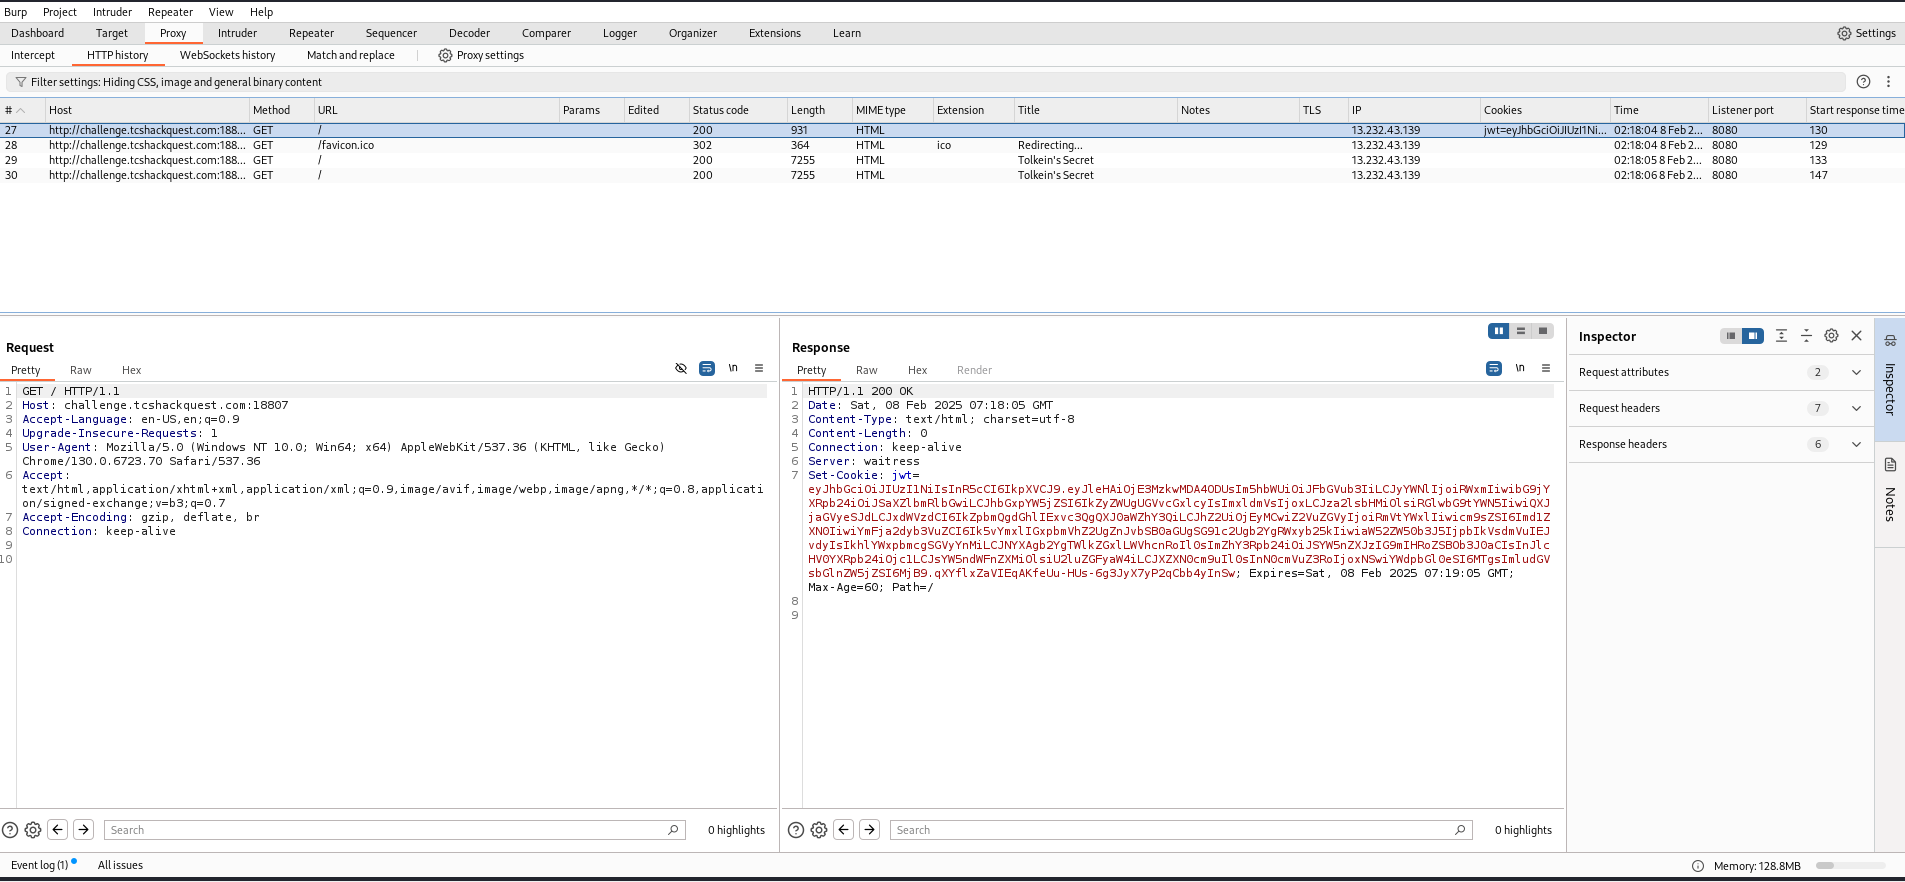 Burp Project Intruder Repeater View Help
Dashboard Target Proxy Intruder Repeater Sequencer Decoder Comparer Logger Organizer Extensions Learn Settings
Intercept HTTP history WebSockets history Match and replace Proxy settings
Filter settings: Hiding CSS, image and general binary content
# Host Method URL Params Edited Status code Length MIME type Extension Title Notes TLS IP Cookies Time Listener port Start response time
27 http://challenge.tcshackquest.com:188... GET / 200 931 HTML 13.232.43.139 jwt=eyJhbGciOiJIUzI1Ni... 02:18:04 8 Feb 2... 8080 130
28 http://challenge.tcshackquest.com:188... GET /favicon.ico 302 364 HTML ico Redirecting... 13.232.43.139 02:18:04 8 Feb 2... 8080 129
29 http://challenge.tcshackquest.com:188... GET / 200 7255 HTML Tolkein's Secret 13.232.43.139 02:18:05 8 Feb 2... 8080 133
30 http://challenge.tcshackquest.com:188... GET / 200 7255 HTML Tolkein's Secret 13.232.43.139 02:18:06 8 Feb 2... 8080 147
Request
Pretty Raw Hex \n
1 GET / HTTP/1.1
2 Host: challenge.tcshackquest.com:18807
3 Accept-Language: en-US,en;q=0.9
4 Upgrade-Insecure-Requests: 1
5 User-Agent: Mozilla/5.0 (Windows NT 10.0; Win64; x64) AppleWebKit/537.36 (KHTML, like Gecko)
Chrome/130.0.6723.70 Safari/537.36
6 Accept:
text/html,application/xhtml+xml,application/xml;q=0.9,image/avif,image/webp,image/apng,*/*;q=0.8,applicati
on/signed-exchange;v=b3;q=0.7
7 Accept-Encoding: gzip, deflate, br
8 Connection: keep-alive
9
10
Search 0 highlights
Response
Pretty Raw Hex Render \n
1 HTTP/1.1 200 OK
2 Date: Sat, 08 Feb 2025 07:18:05 GMT
3 Content-Type: text/html; charset=utf-8
4 Content-Length: 0
5 Connection: keep-alive
6 Server: waitress
7 Set-Cookie: jwt=
eyJhbGciOiJIUzI1NiIsInR5cCI6IkpXVCJ9.eyJleHAiOjE3MzkwMDA4ODUsIm5hbWUiOiJFbGVub3IiLCJyYWNlIjoiRWxmIiwibG9jY
XRpb24iOiJSaXZlbmRlbGwiLCJhbGxpYW5jZSI6IkZyZWUgUGVvcGxlcyIsImxldmVsIjoxLCJza2lsbHMiOlsiRGlwbG9tYWN5IiwiQXJ
jaGVyeSJdLCJxdWVzdCI6IkZpbmQgdGhlIExvc3QgQXJ0aWZhY3QiLCJhZ2UiOjEyMCwiZ2VuZGVyIjoiRmVtYWxlIiwicm9sZSI6Imd1Z
XN0IiwiYmFja2dyb3VuZCI6Ik5vYmxlIGxpbmVhZ2UgZnJvbSB0aGUgSG91c2Ugb2YgRWxyb25kIiwiaW52ZW50b3J5IjpbIkVsdmVuIEJ
vdyIsIkhlYWxpbmcgSGVyYnMiLCJNYXAgb2YgTWlkZGxlLWVhcnRoIl0sImZhY3Rpb24iOiJSYW5nZXJzIG9mIHRoZSBOb3J0aCIsInJlc
HV0YXRpb24iOjc1LCJsYW5ndWFnZXMiOlsiU2luZGFyaW4iLCJXZXN0cm9uIl0sInN0cmVuZ3RoIjoxNSwiYWdpbGl0eSI6MTgsImludGV
sbGlnZW5jZSI6MjB9.qXYflxZaVIEqAKfeUu-HUs-6g3JyX7yP2qCbb4yInSw; Expires=Sat, 08 Feb 2025 07:19:05 GMT;
Max-Age=60; Path=/
8
9
Search 0 highlights
Inspector
Request attributes 2
Request headers 7
Response headers 6
Inspector
Notes
Event log (1) All issues Memory: 128.8MB